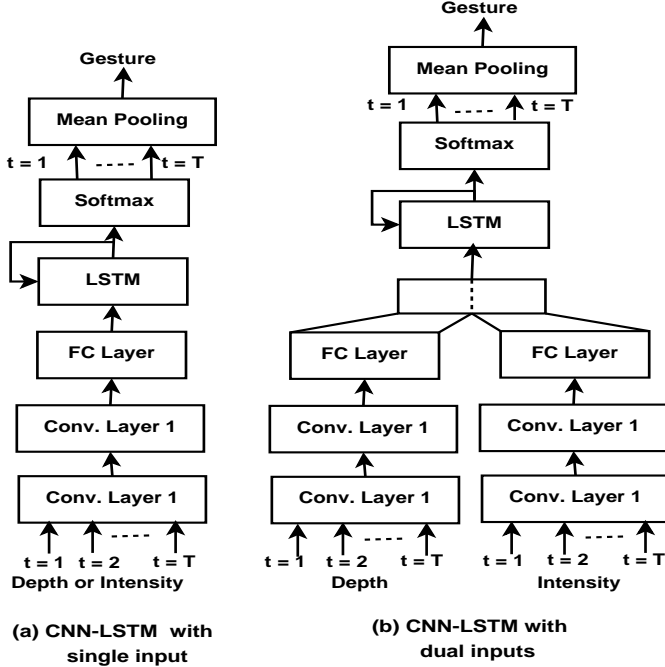 Gesture
Mean Pooling
t = 1
t = T
Softmax
LSTM
FC Layer
Conv. Layer 1
Conv. Layer 1
t = 1
t = 2
t = T
Depth or Intensity
(a) CNN-LSTM with
single input
Gesture
Mean Pooling
t = 1
t = T
Softmax
LSTM
FC Layer
FC Layer
Conv. Layer 1
Conv. Layer 1
Conv. Layer 1
Conv. Layer 1
t = 1
t = 2
t = T
t = 1
t = 2
t = T
Depth
Intensity
(b) CNN-LSTM with
dual inputs